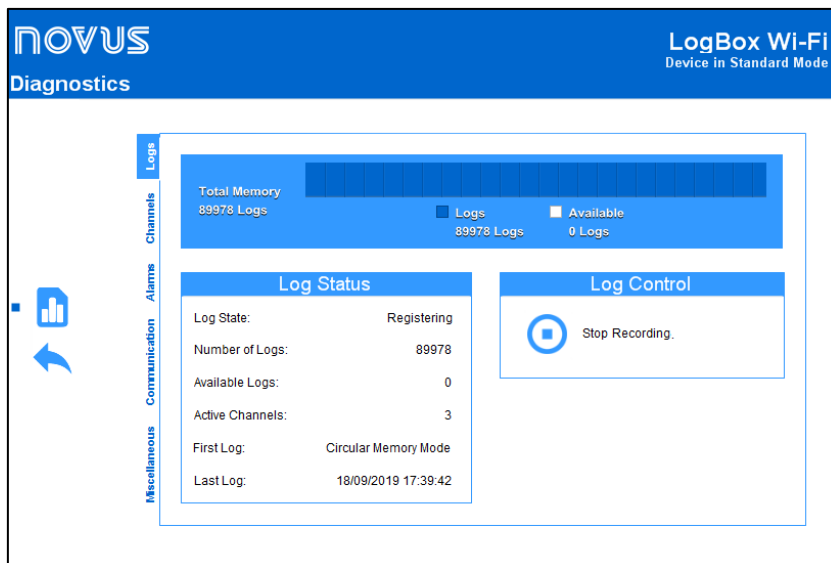 NOVUS
LogBox Wi-Fi
Device in Standard Mode
Diagnostics
Logs
Channels
Alarms
Communication
Miscellaneous
Total Memory
89978 Logs
Logs
89978 Logs
Available
0 Logs
Log Status
Log State: Registering
Number of Logs: 89978
Available Logs: 0
Active Channels: 3
First Log: Circular Memory Mode
Last Log: 18/09/2019 17:39:42
Log Control
Stop Recording.